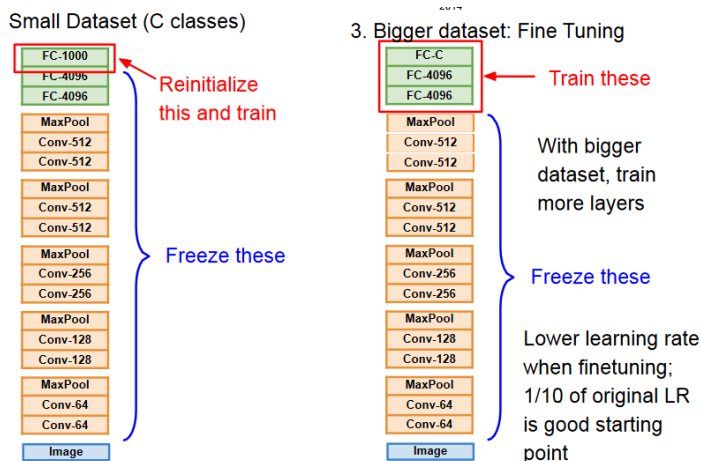 Small Dataset (C classes)
FC-1000
FC-4096
FC-4096
MaxPool
Conv-512
Conv-512
MaxPool
Conv-512
Conv-512
MaxPool
Conv-256
Conv-256
MaxPool
Conv-128
Conv-128
MaxPool
Conv-64
Conv-64
Image
Reinitialize
this and train
Freeze these
3. Bigger dataset: Fine Tuning
FC-C
FC-4096
FC-4096
MaxPool
Conv-512
Conv-512
MaxPool
Conv-512
Conv-512
MaxPool
Conv-256
Conv-256
MaxPool
Conv-128
Conv-128
MaxPool
Conv-64
Conv-64
Image
Train these
With bigger
dataset, train
more layers
Freeze these
Lower learning rate
when finetuning;
1/10 of original LR
is good starting
point